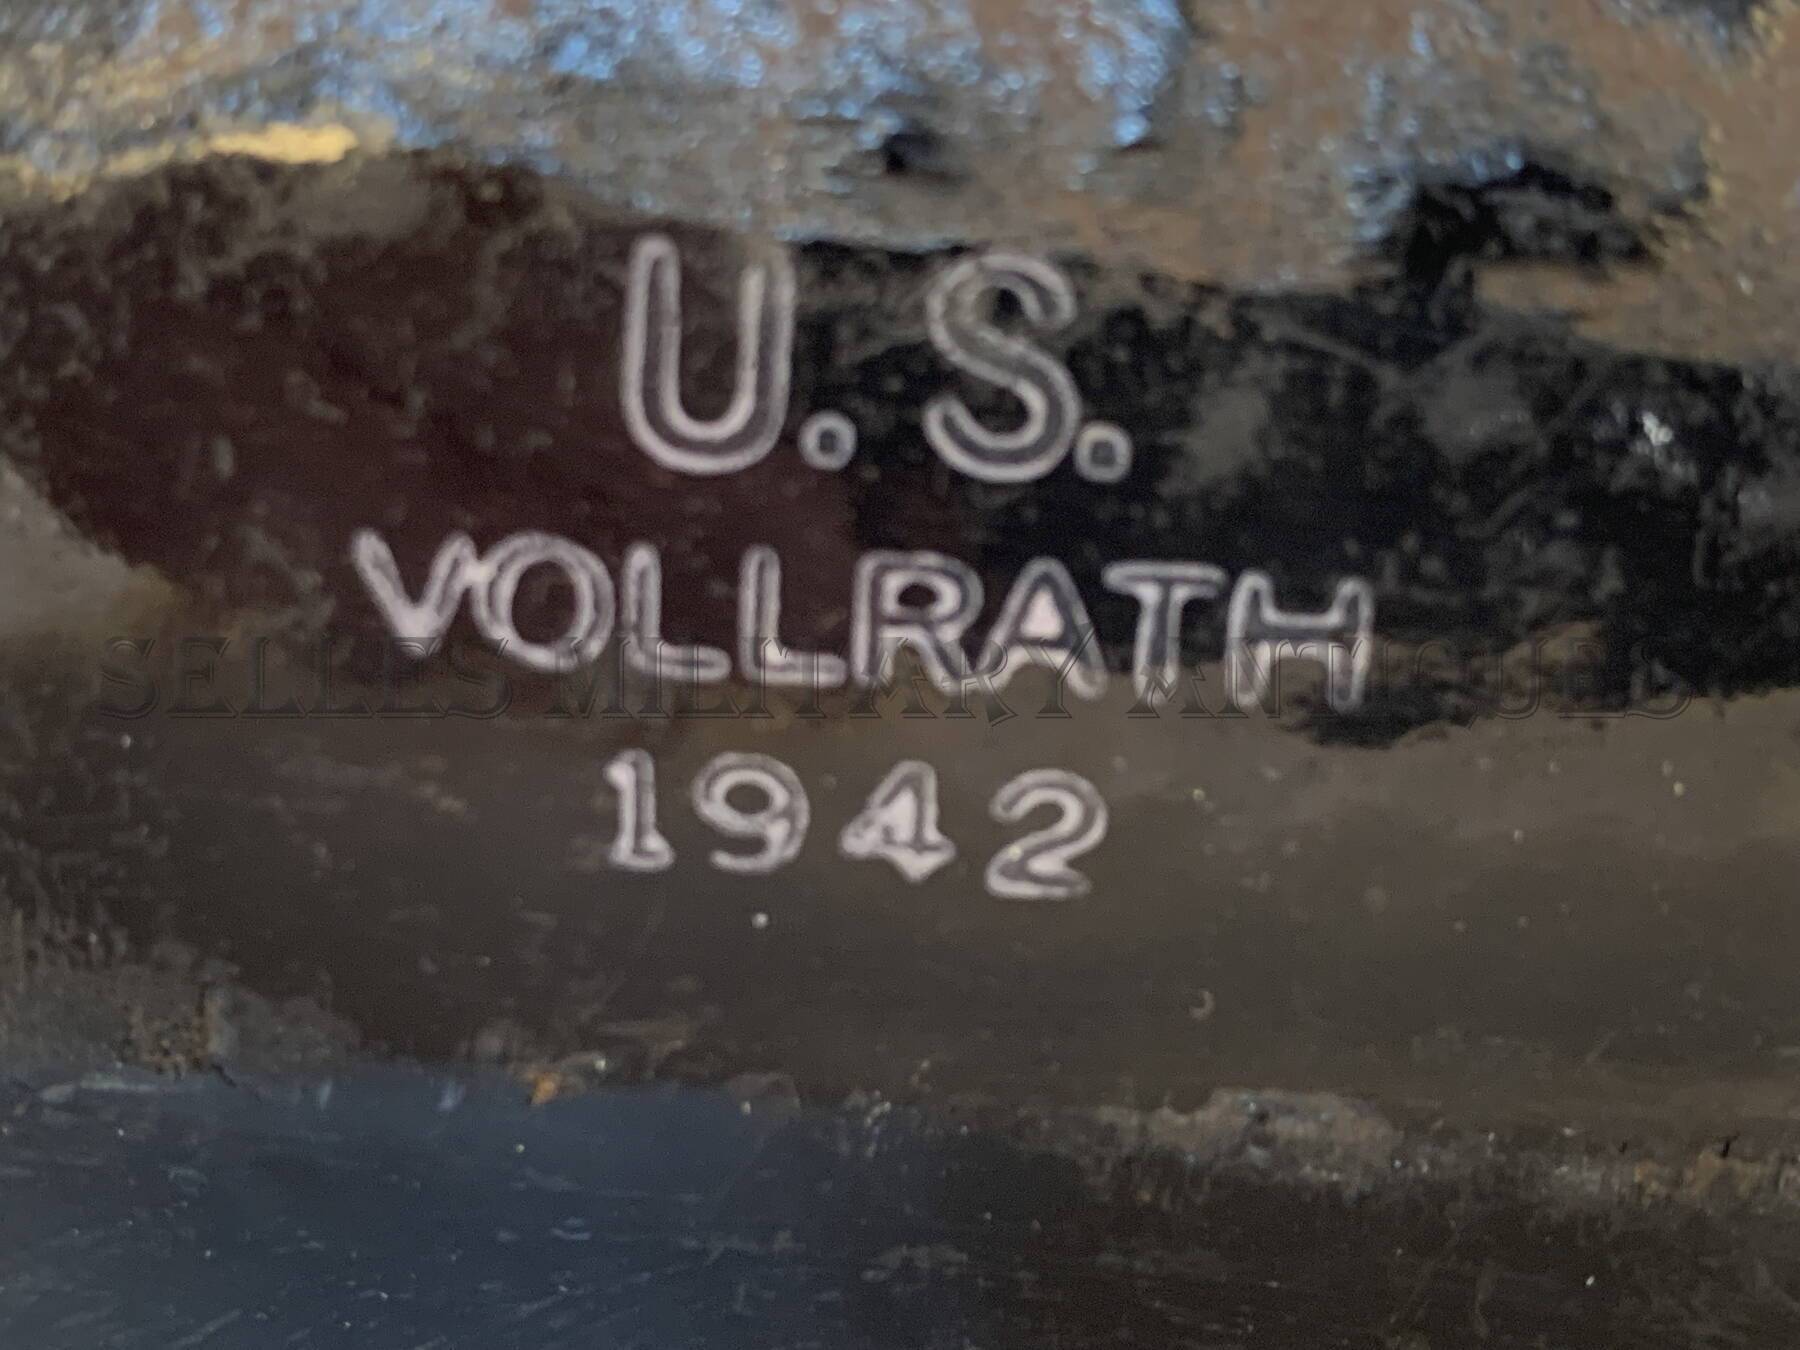 U.S.
VOLLRATH
SELLES MILITARY ANTIQUES
1942